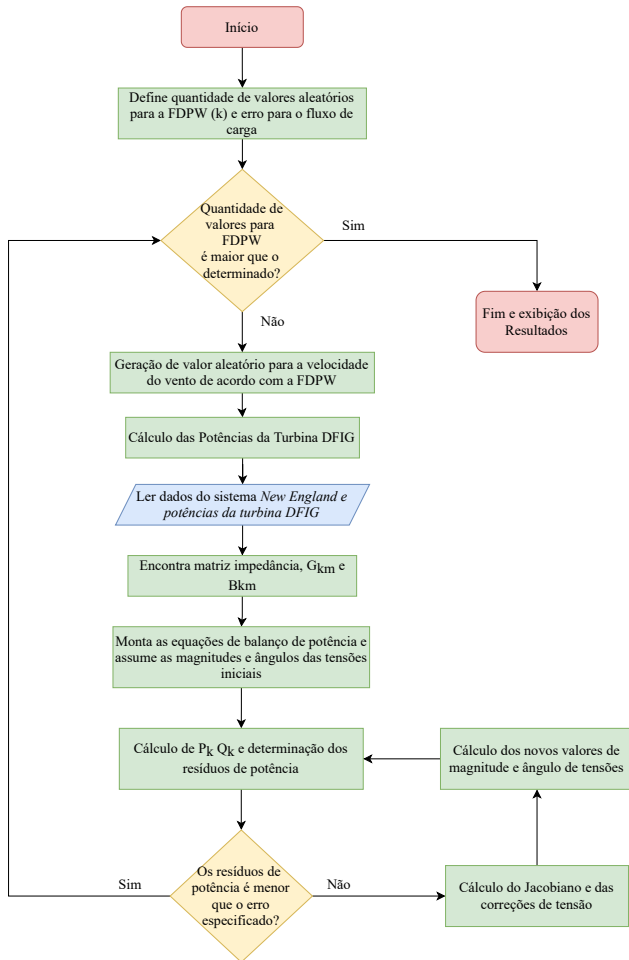 Início
Define quantidade de valores aleatórios
para a FDPW (k) e erro para o fluxo de
carga
Quantidade de
valores para
FDPW
é maior que o
determinado?
Sim
Fim e exibição dos
Resultados
Não
Geração de valor aleatório para a velocidade
do vento de acordo com a FDPW
Cálculo das Potências da Turbina DFIG
Ler dados do sistema New England e
potências da turbina DFIG
Encontra matriz impedância, Gkm e
Bkm
Monta as equações de balanço de potência e
assume as magnitudes e ângulos das tensões
iniciais
Cálculo de Pk Qk e determinação dos
resíduos de potência
Cálculo dos novos valores de
magnitude e ângulo de tensões
Os resíduos de
potência é menor
que o erro
especificado?
Sim
Não
Cálculo do Jacobiano e das
correções de tensão